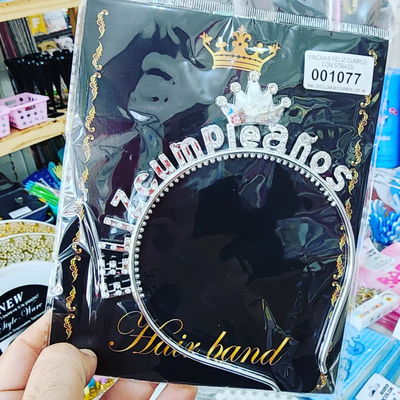 VINCHAS FELIZ CUMPLE
CON STRASS
001077
Feliz cumpleaños
Hair band
NEW